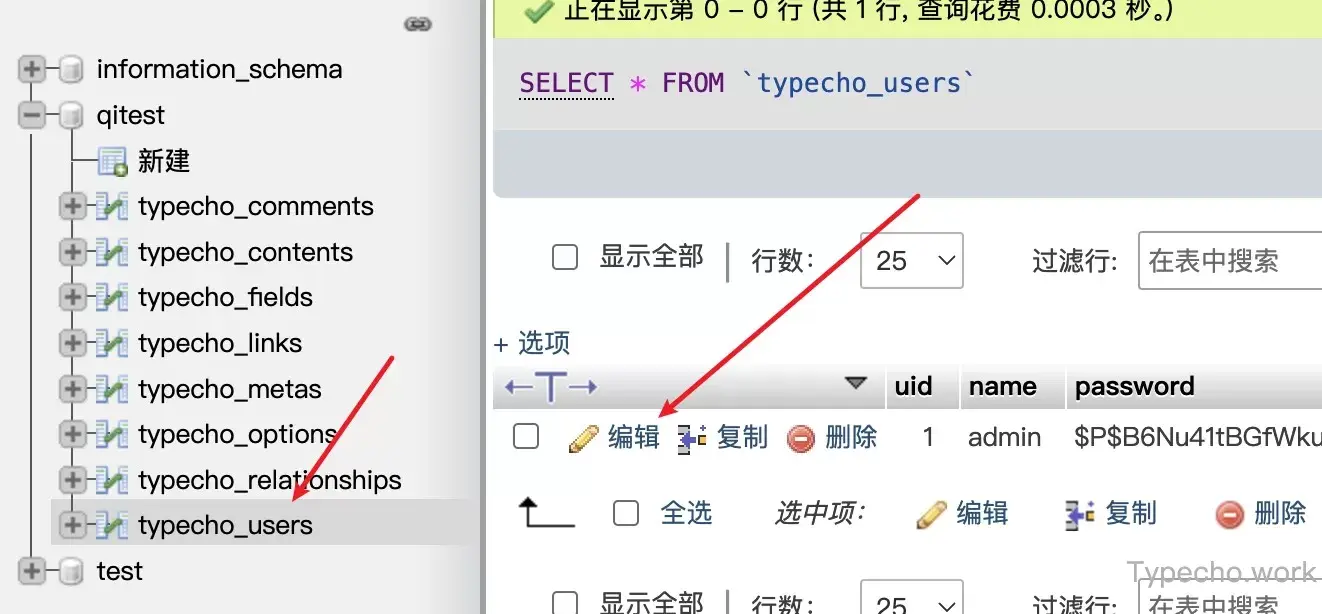 information_schema
qitest
新建
typecho_comments
typecho_contents
typecho_fields
typecho_links
typecho_metas
typecho_options
typecho_relationships
typecho_users
test
正在显示第 0 - 0 行 (共 1 行, 查询花费 0.0003 秒。)
SELECT * FROM `typecho_users`
显示全部 | 行数: 25 过滤行: 在表中搜索
+ 选项
←T→ uid name password
编辑 复制 删除 1 admin $P$B6Nu41tBGfWku
全选 选中项: 编辑 复制 删除
Typecho.work
显示全部 | 行数: 25 过滤行: 在表中搜索